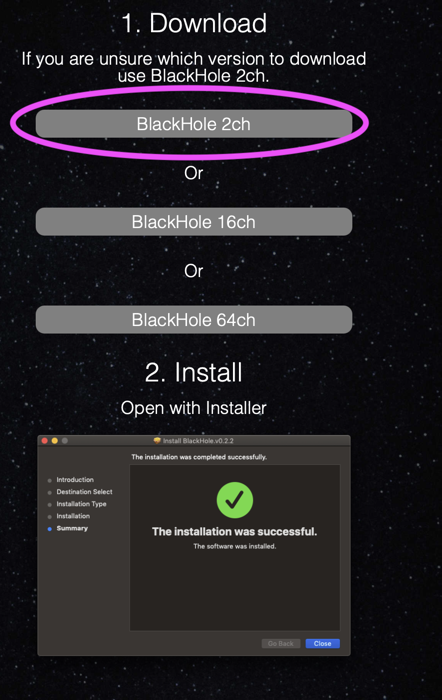 1. Download
If you are unsure which version to download
use BlackHole 2ch.
BlackHole 2ch
Or
BlackHole 16ch
Or
BlackHole 64ch
2. Install
Open with Installer
Install BlackHole v0.2.2
The installation was completed successfully.
Introduction
Destination Select
Installation Type
Installation
Summary
The installation was successful.
The software was installed.
Go Back
Close